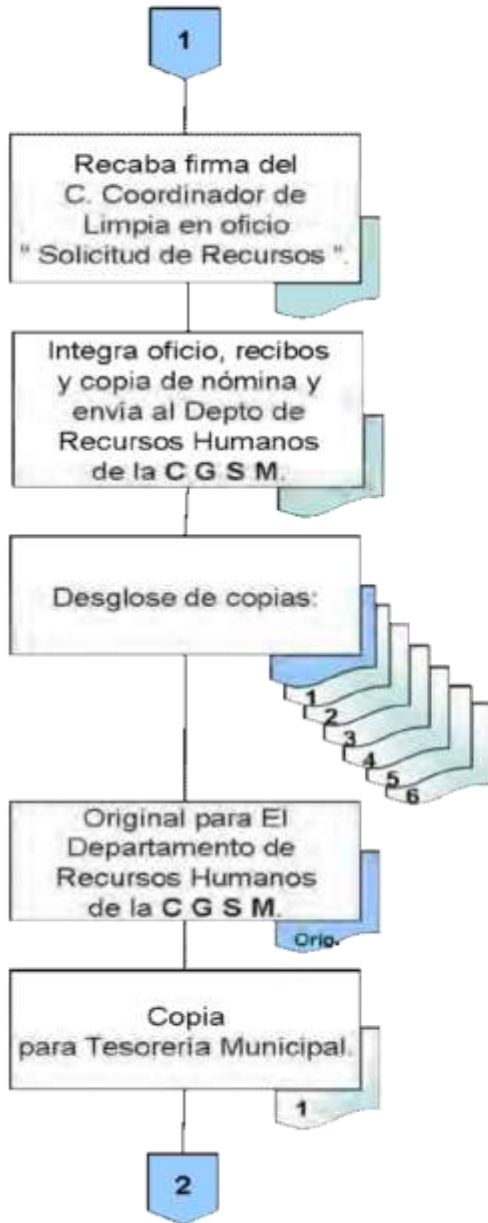 1
Recaba firma del
C. Coordinador de
Limpia en oficio
" Solicitud de Recursos ".
Integra oficio, recibos
y copia de nómina y
envía al Depto de
Recursos Humanos
de la C G S M.
Desglose de copias:
1
2
3
4
5
6
Original para El
Departamento de
Recursos Humanos
de la C G S M.
Orig.
Copia
para Tesorería Municipal.
1
2